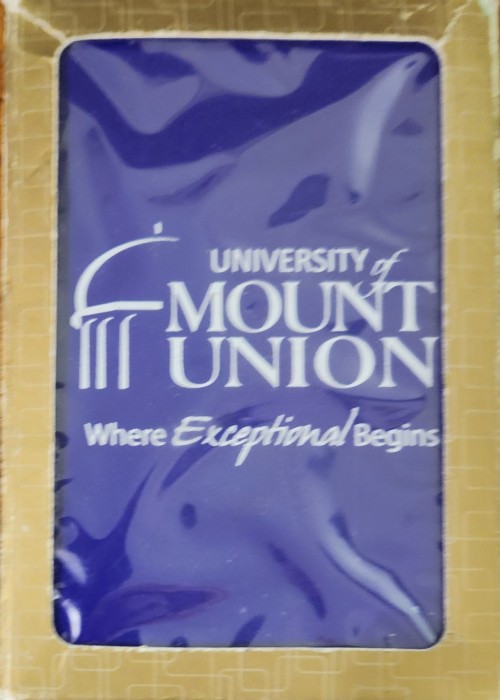 UNIVERSITY of
MOUNT
UNION
Where Exceptional Begins